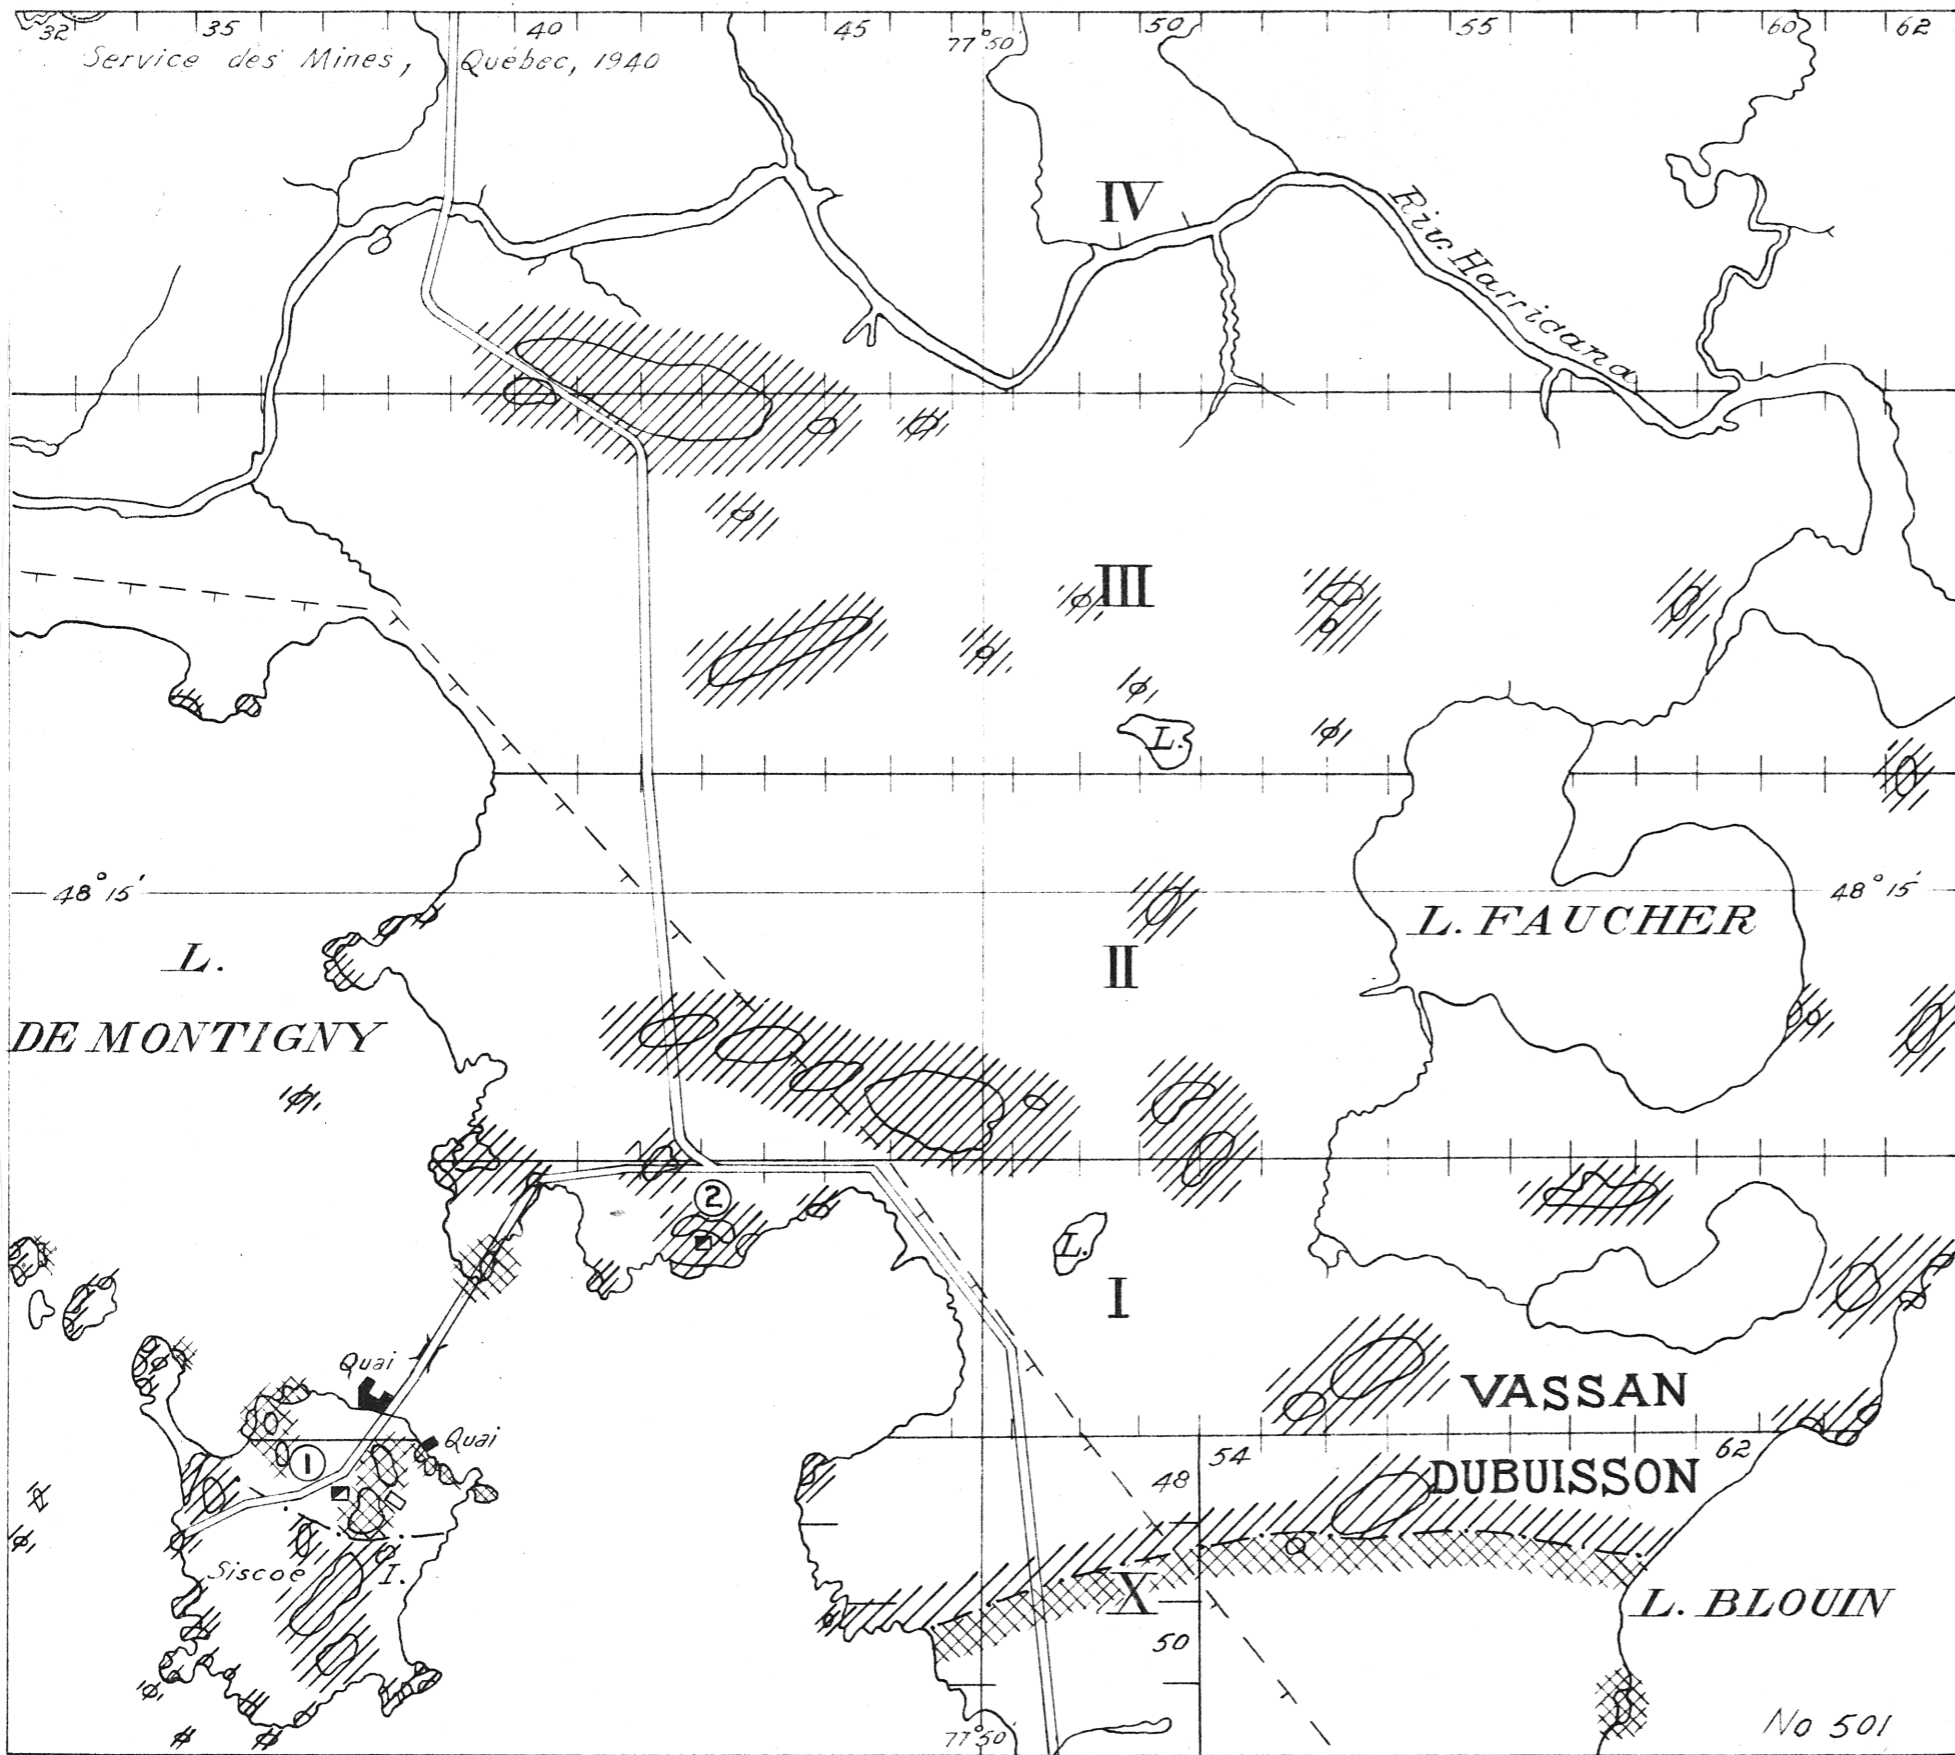 32 35 40 45 77°50' 50 55 60 62
Service des Mines, Québec, 1940
IV
Riv. Harricana
III
L.
48°15' 48°15'
L. FAUCHER
L.
II
DE MONTIGNY
2
L.
I
Quai
VASSAN
Quai
54 62
1
48
DUBUISSON
Siscoe I.
X
L. BLOUIN
50
77°50'
No 501